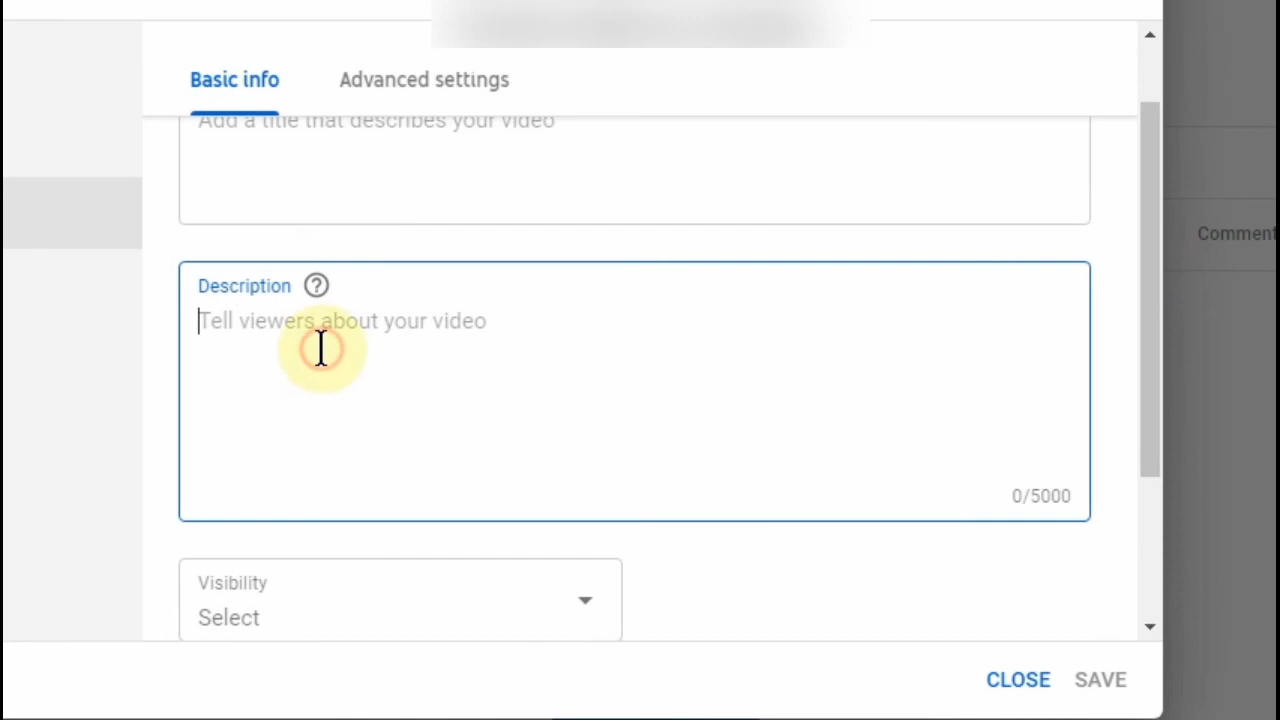 Basic info
Advanced settings
Add a title that describes your video
Comment
Description
Tell viewers about your video
0/5000
Visibility
Select
CLOSE
SAVE